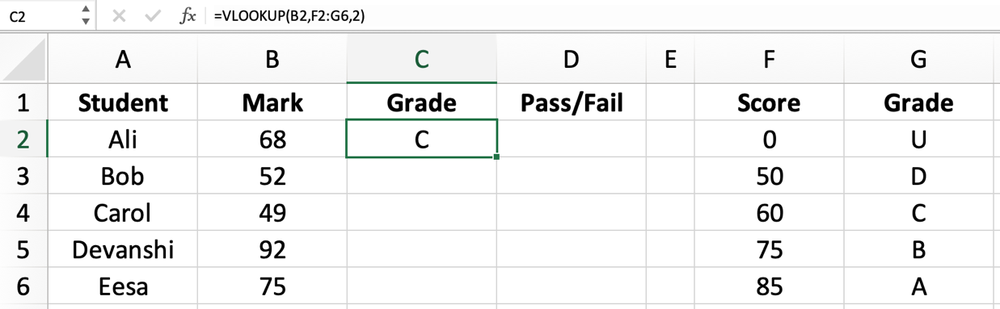 C2 fx =VLOOKUP(B2,F2:G6,2)
A B C D E F G
1 Student Mark Grade Pass/Fail Score Grade
2 Ali 68 C 0 U
3 Bob 52 50 D
4 Carol 49 60 C
5 Devanshi 92 75 B
6 Eesa 75 85 A